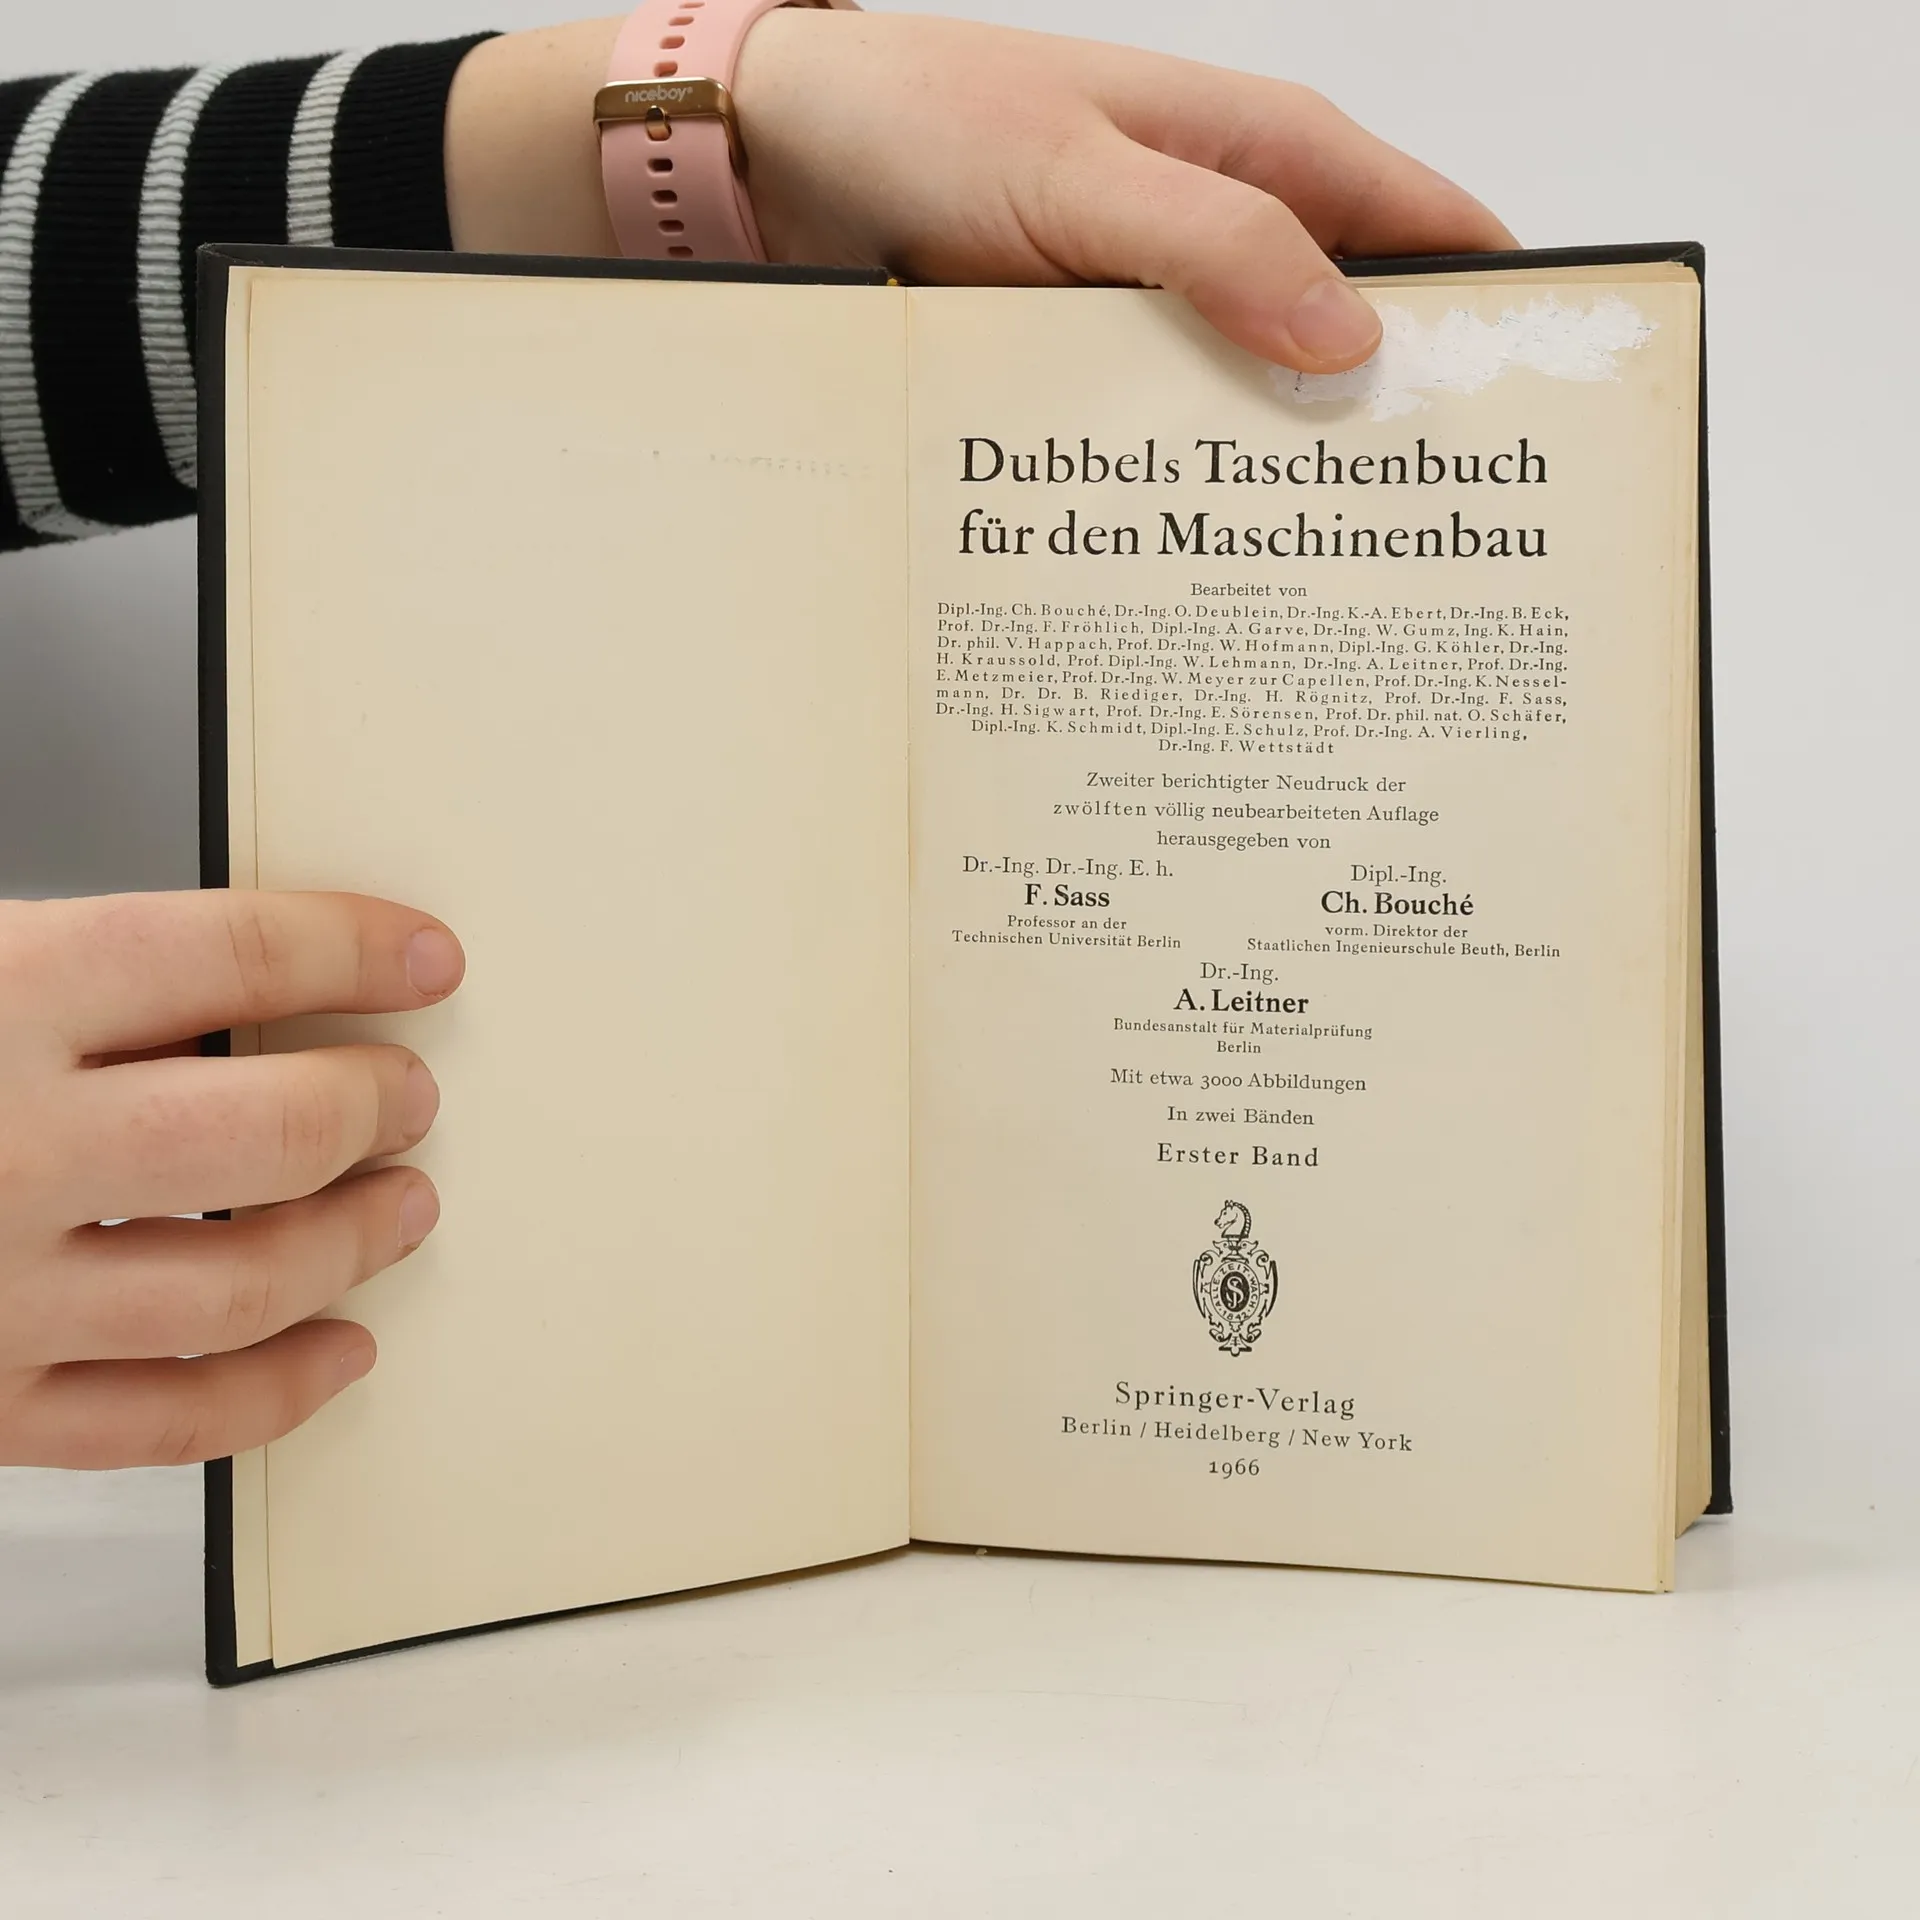 niceboy®
Dubbels Taschenbuch
für den Maschinenbau
Bearbeitet von
Dipl.-Ing. Ch. Bouché, Dr.-Ing. O. Deublein, Dr.-Ing. K.-A. Ebert, Dr.-Ing. B. Eck,
Prof. Dr.-Ing. F. Fröhlich, Dipl.-Ing. A. Garve, Dr.-Ing. W. Gumz, Ing. K. Hain,
Dr. phil. V. Happach, Prof. Dr.-Ing. W. Hofmann, Dipl.-Ing. G. Köhler, Dr.-Ing.
H. Kraussold, Prof. Dipl.-Ing. W. Lehmann, Dr.-Ing. A. Leitner, Prof. Dr.-Ing.
E. Metzmeier, Prof. Dr.-Ing. W. Meyer zur Capellen, Prof. Dr.-Ing. K. Nessel-
mann, Dr. Dr. B. Riediger, Dr.-Ing. H. Rögnitz, Prof. Dr.-Ing. F. Sass,
Dr.-Ing. H. Sigwart, Prof. Dr.-Ing. E. Sörensen, Prof. Dr. phil. nat. O. Schäfer,
Dipl.-Ing. K. Schmidt, Dipl.-Ing. E. Schulz, Prof. Dr.-Ing. A. Vierling,
Dr.-Ing. F. Wettstädt
Zweiter berichtigter Neudruck der
zwölften völlig neubearbeiteten Auflage
herausgegeben von
Dr.-Ing. Dr.-Ing. E. h.
F. Sass
Professor an der
Technischen Universität Berlin
Dipl.-Ing.
Ch. Bouché
vorm. Direktor der
Staatlichen Ingenieurschule Beuth, Berlin
Dr.-Ing.
A. Leitner
Bundesanstalt für Materialprüfung
Berlin
Mit etwa 3000 Abbildungen
In zwei Bänden
Erster Band
ALLE·ZEIT·WACH·1842
Springer-Verlag
Berlin / Heidelberg / New York
1966